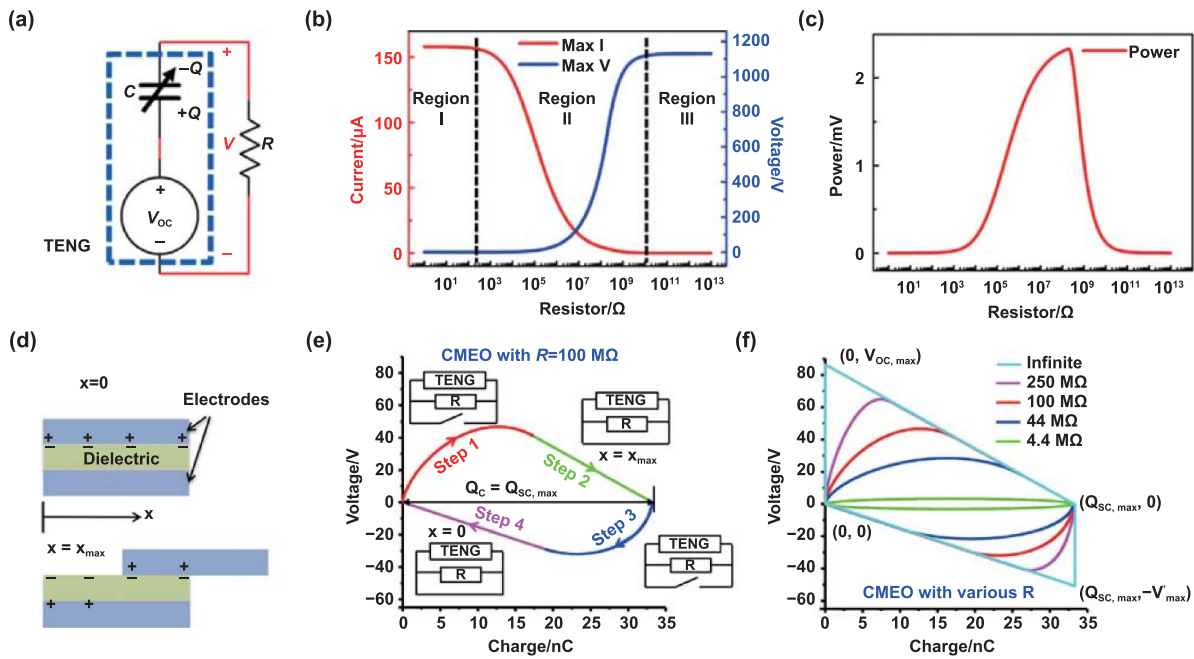 (a)
−Q
C
+Q
+
V
R
+
V_OC
−
−
TENG
(b)
Max I
Max V
Region I
Region II
Region III
Current/μA
150
100
50
0
Voltage/V
1200
1000
800
600
400
200
0
10^1 10^3 10^5 10^7 10^9 10^11 10^13
Resistor/Ω
(c)
Power
Power/mV
2
1
0
10^1 10^3 10^5 10^7 10^9 10^11 10^13
Resistor/Ω
(d)
x=0
Electrodes
+ + + +
− − − −
Dielectric
x
x = x_max
+ +
− − − −
+ +
(e)
CMEO with R=100 MΩ
TENG
R
TENG
R
x = x_max
Step 1
Step 2
Q_C = Q_SC, max
Step 4
Step 3
x = 0
TENG
R
TENG
R
Voltage/V
80
60
40
20
0
−20
−40
−60
0 5 10 15 20 25 30 35
Charge/nC
(f)
(0, V_OC, max)
Infinite
250 MΩ
100 MΩ
44 MΩ
4.4 MΩ
(Q_SC, max, 0)
(0, 0)
(Q_SC, max, −V'_max)
CMEO with various R
Voltage/V
80
60
40
20
0
−20
−40
−60
0 5 10 15 20 25 30 35
Charge/nC